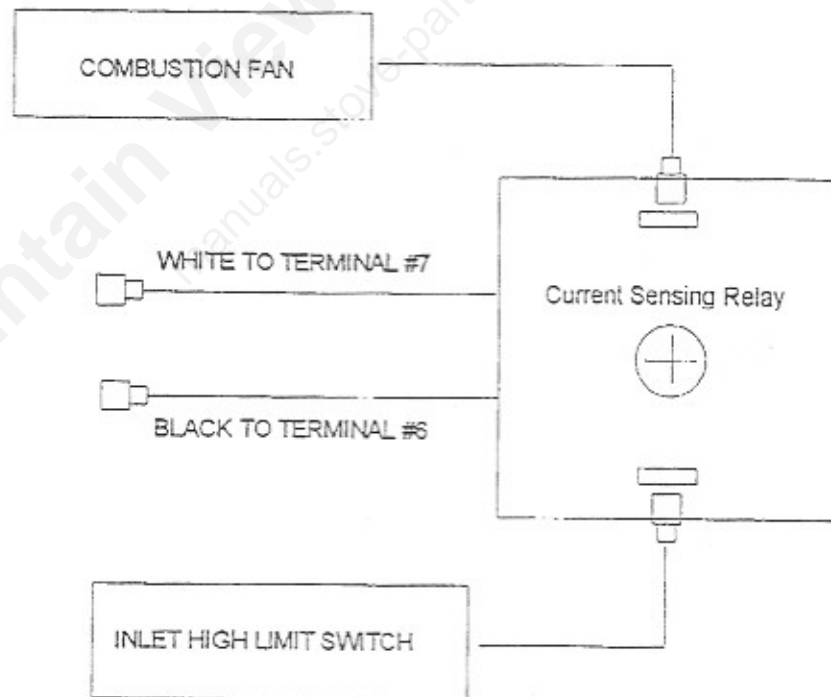 COMBUSTION FAN
WHITE TO TERMINAL #7
Current Sensing Relay
BLACK TO TERMINAL #6
INLET HIGH LIMIT SWITCH